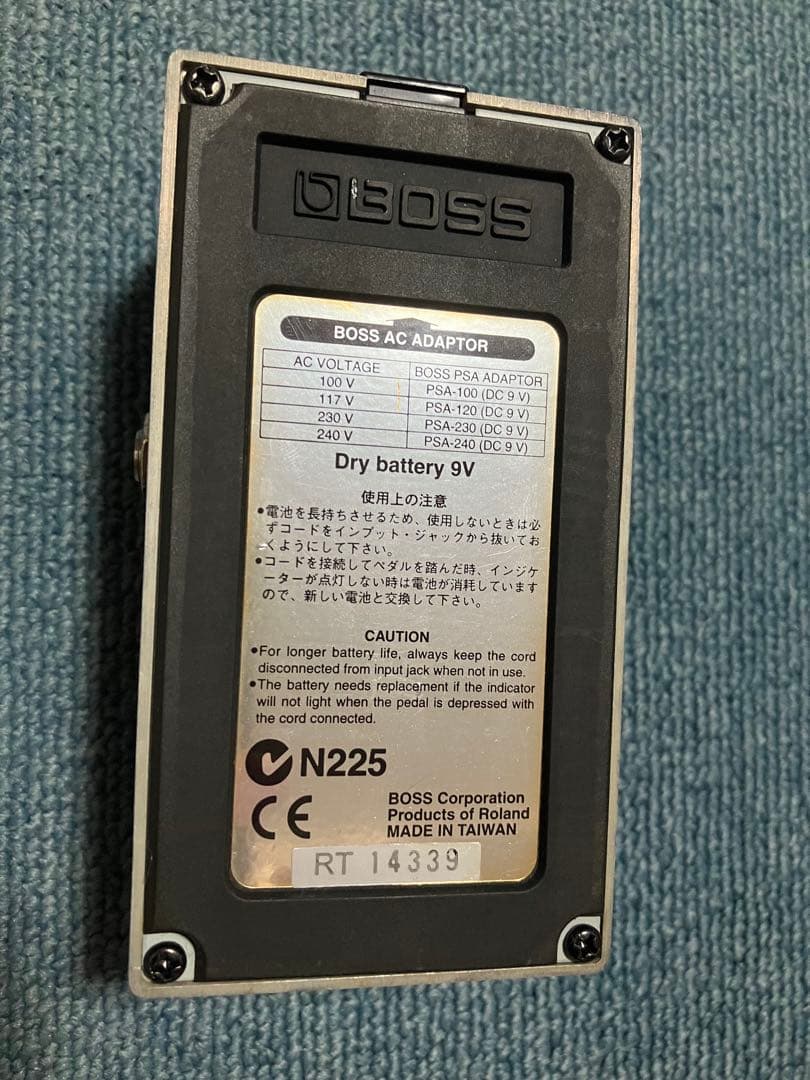 BOSS
BOSS AC ADAPTOR
AC VOLTAGE BOSS PSA ADAPTOR
100 V PSA-100 (DC 9 V)
117 V PSA-120 (DC 9 V)
230 V PSA-230 (DC 9 V)
240 V PSA-240 (DC 9 V)
Dry battery 9V
使用上の注意
●電池を長持ちさせるため、使用しないときは必
ずコードをインプット・ジャックから抜いてお
くようにして下さい。
●コードを接続してペダルを踏んだ時、インジケ
ーターが点灯しない時は電池が消耗しています
ので、新しい電池と交換して下さい。
CAUTION
●For longer battery life, always keep the cord
disconnected from input jack when not in use.
●The battery needs replacement if the indicator
will not light when the pedal is depressed with
the cord connected.
N225
CE
BOSS Corporation
Products of Roland
MADE IN TAIWAN
RT 14339